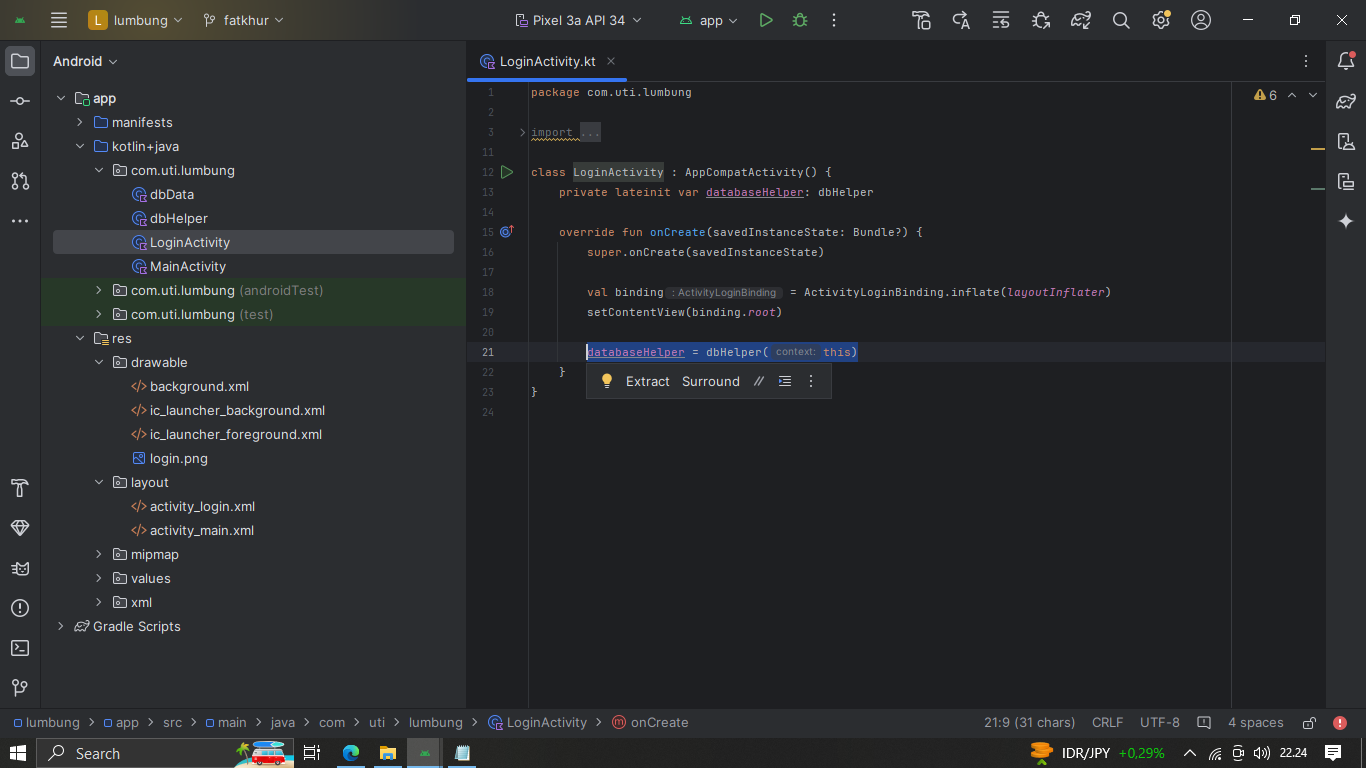 L lumbung fatkhur Pixel 3a API 34 app
Android
app
manifests
kotlin+java
com.uti.lumbung
dbData
dbHelper
LoginActivity
MainActivity
com.uti.lumbung (androidTest)
com.uti.lumbung (test)
res
drawable
background.xml
ic_launcher_background.xml
ic_launcher_foreground.xml
login.png
layout
activity_login.xml
activity_main.xml
mipmap
values
xml
Gradle Scripts
LoginActivity.kt
6
1 package com.uti.lumbung
2
3 import ...
11
12 class LoginActivity : AppCompatActivity() {
13 private lateinit var databaseHelper: dbHelper
14
15 override fun onCreate(savedInstanceState: Bundle?) {
16 super.onCreate(savedInstanceState)
17
18 val binding : ActivityLoginBinding = ActivityLoginBinding.inflate(layoutInflater)
19 setContentView(binding.root)
20
21 databaseHelper = dbHelper( context: this)
22 }
Extract Surround
23 }
24
lumbung > app > src > main > java > com > uti > lumbung > LoginActivity > onCreate 21:9 (31 chars) CRLF UTF-8 4 spaces
Search IDR/JPY +0,29% 22.24